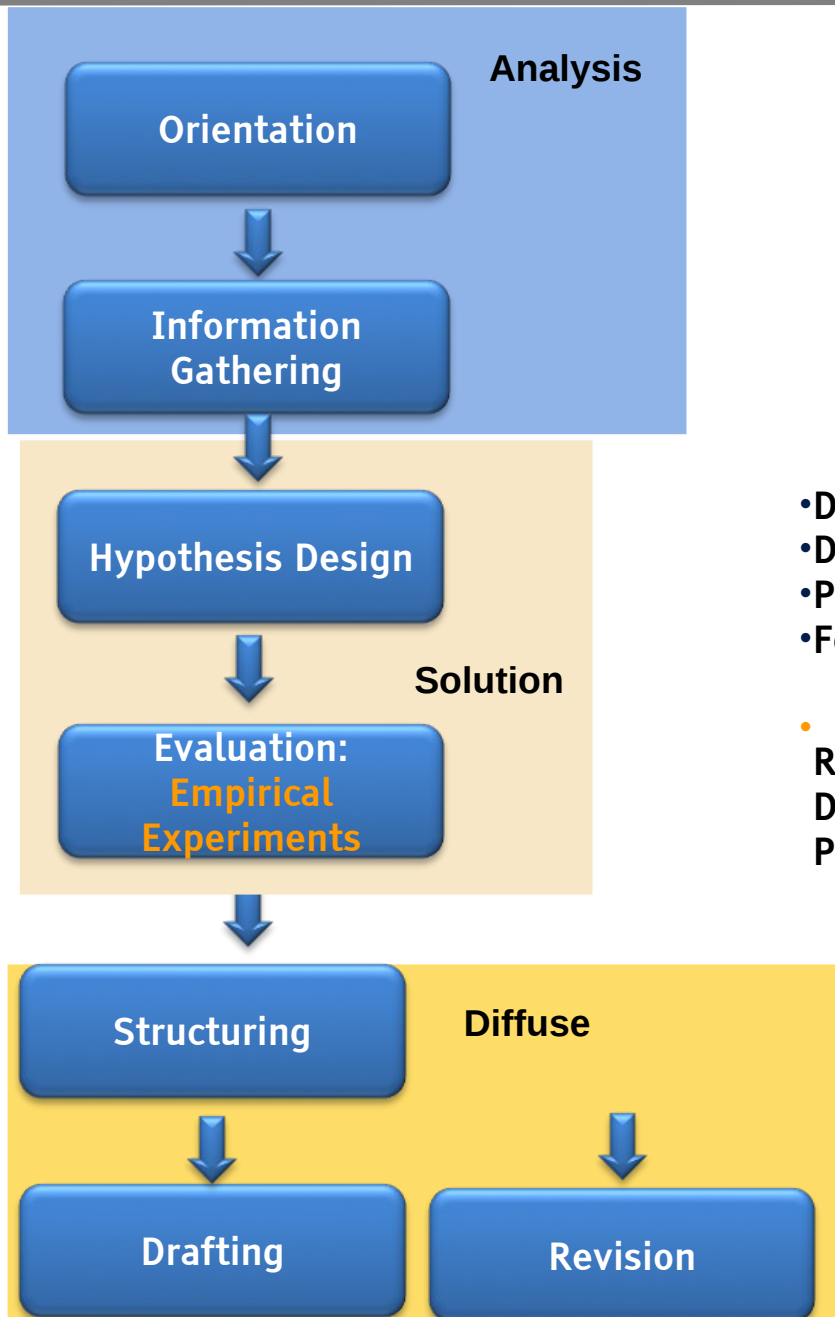 Analysis
Orientation
Information
Gathering
Hypothesis Design
Solution
Evaluation:
Empirical
Experiments
Structuring
Diffuse
Drafting
Revision